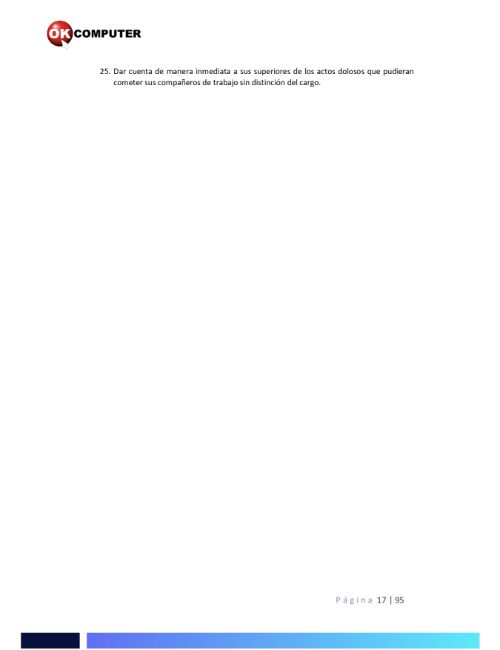 OK COMPUTER
25. Dar cuenta de manera inmediata a sus superiores de los actos dolosos que pudieran
cometer sus compañeros de trabajo sin distinción del cargo.
Página 17 | 95